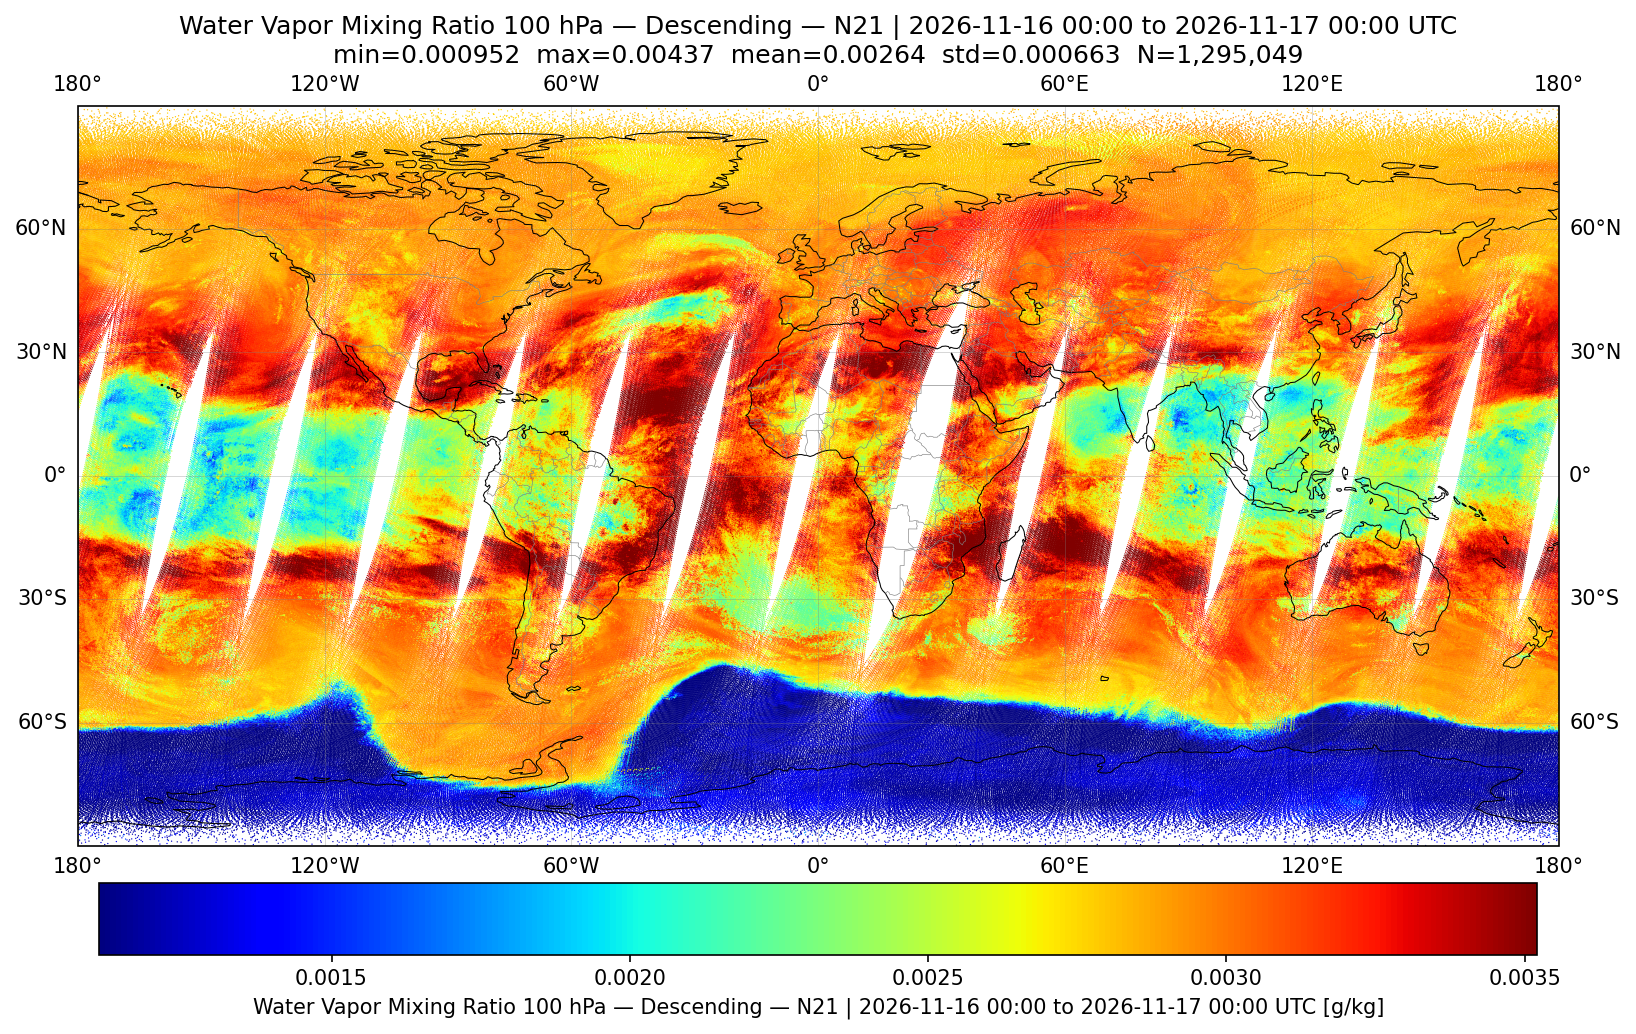 Water Vapor Mixing Ratio 100 hPa — Descending — N21 | 2026-11-16 00:00 to 2026-11-17 00:00 UTC
min=0.000952 max=0.00437 mean=0.00264 std=0.000663 N=1,295,049
180° 120°W 60°W 0° 60°E 120°E 180°
60°N 60°N
30°N 30°N
0° 0°
30°S 30°S
60°S 60°S
180° 120°W 60°W 0° 60°E 120°E 180°
0.0015 0.0020 0.0025 0.0030 0.0035
Water Vapor Mixing Ratio 100 hPa — Descending — N21 | 2026-11-16 00:00 to 2026-11-17 00:00 UTC [g/kg]